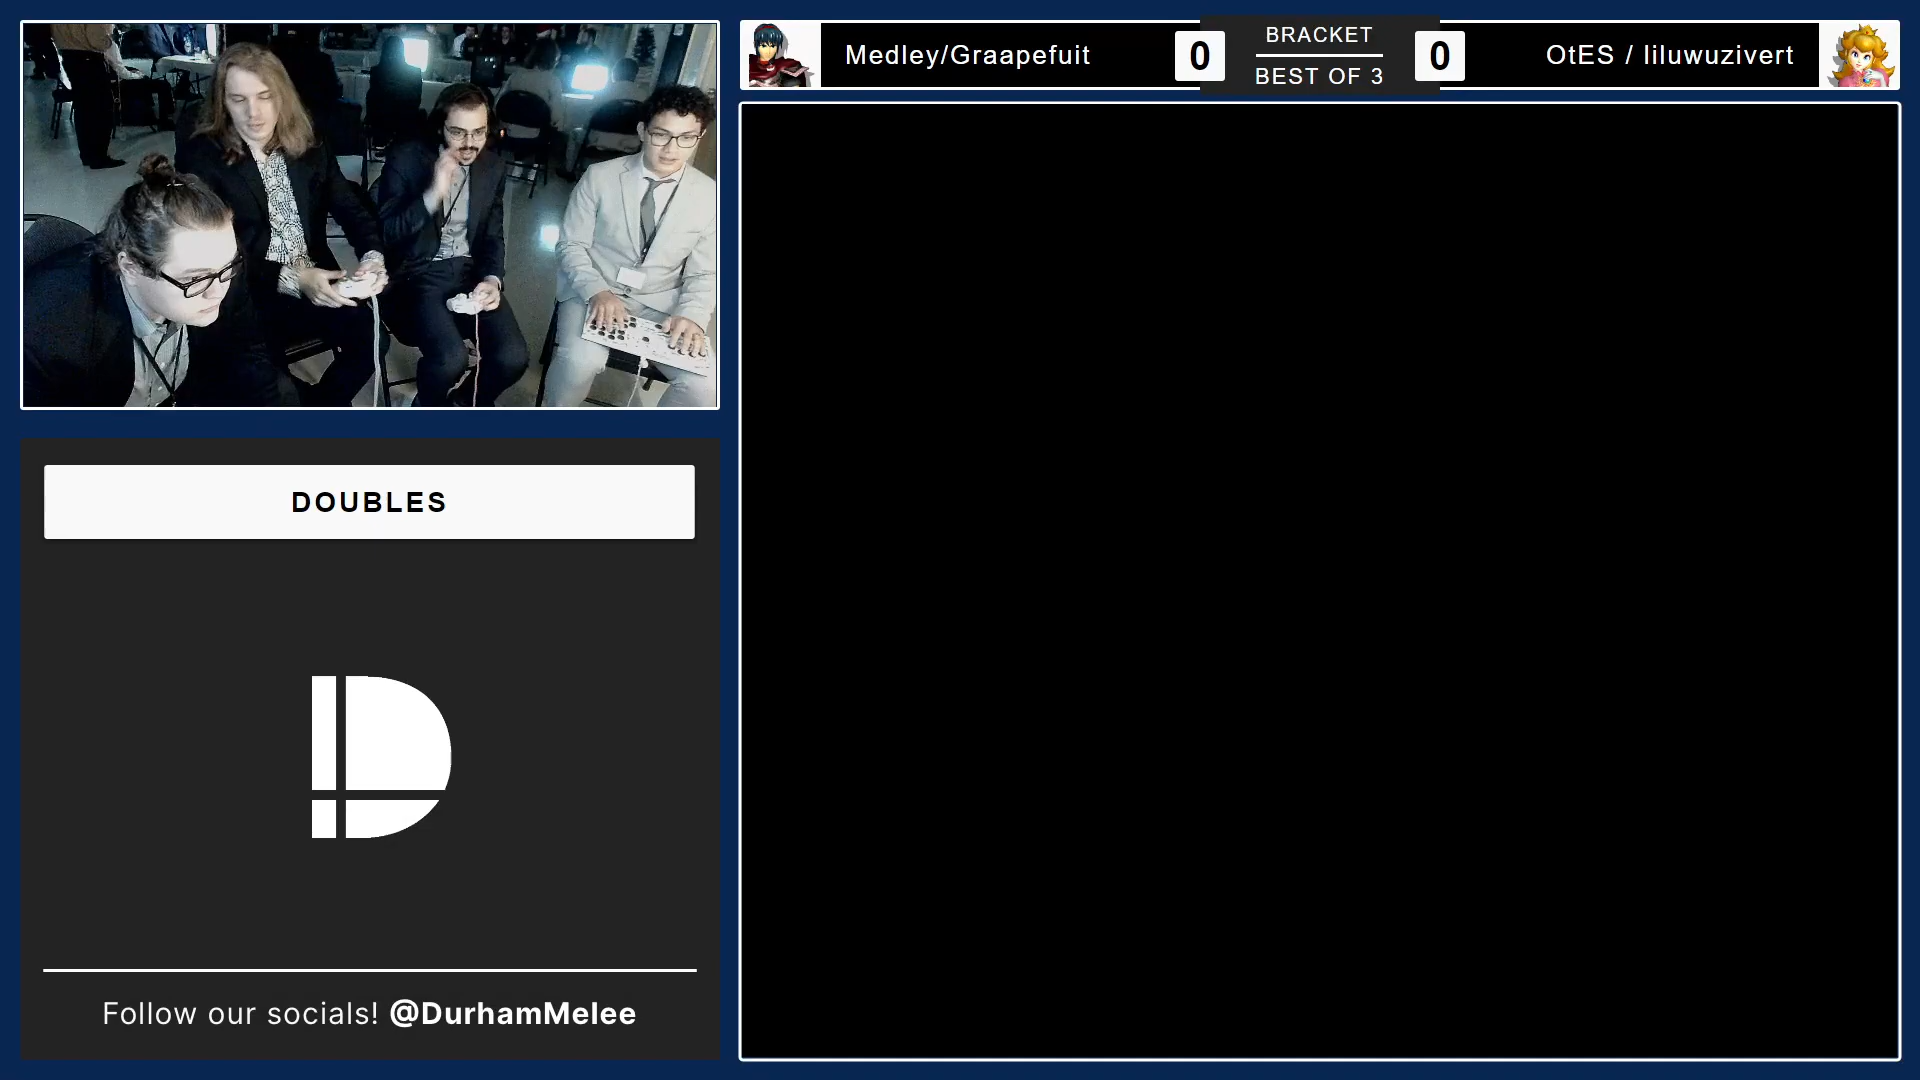 Medley/Graapefuit
0
BRACKET
BEST OF 3
0
OtES / liluwuzivert
DOUBLES
Follow our socials! @DurhamMelee